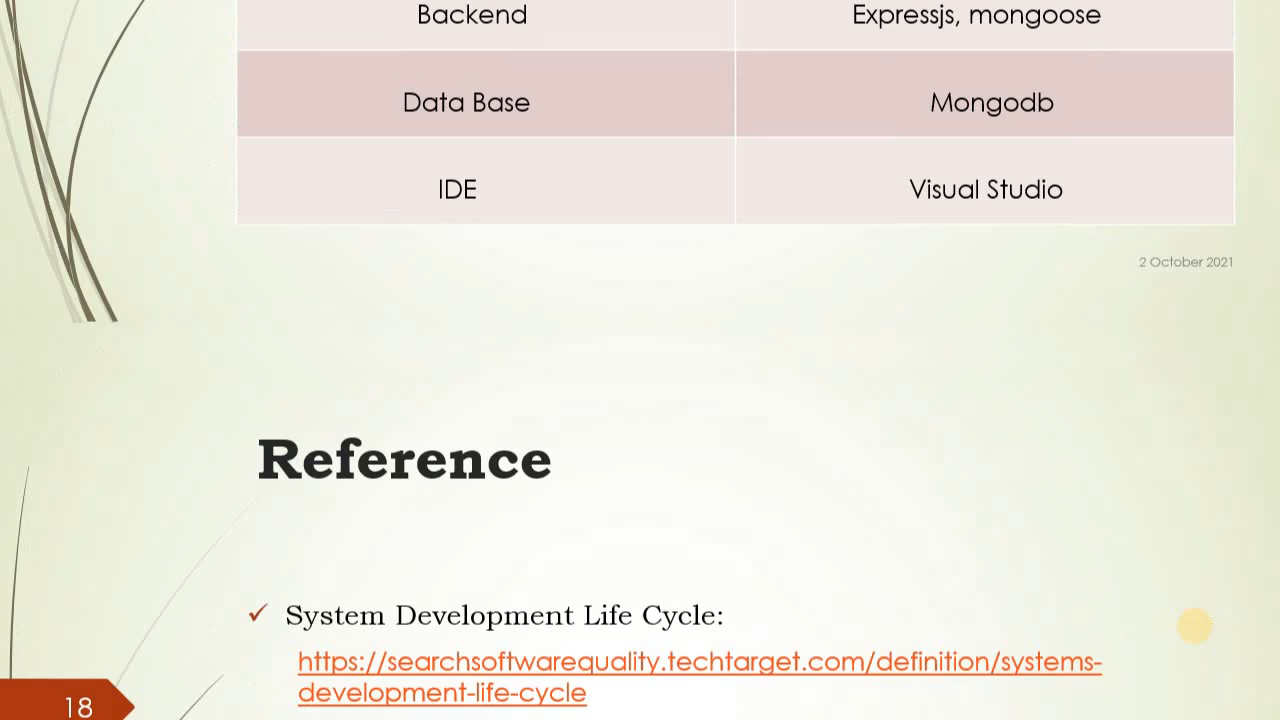 Backend Expressjs, mongoose
Data Base Mongodb
IDE Visual Studio
2 October 2021
Reference
System Development Life Cycle:
https://searchsoftwarequality.techtarget.com/definition/systems-
development-life-cycle
18